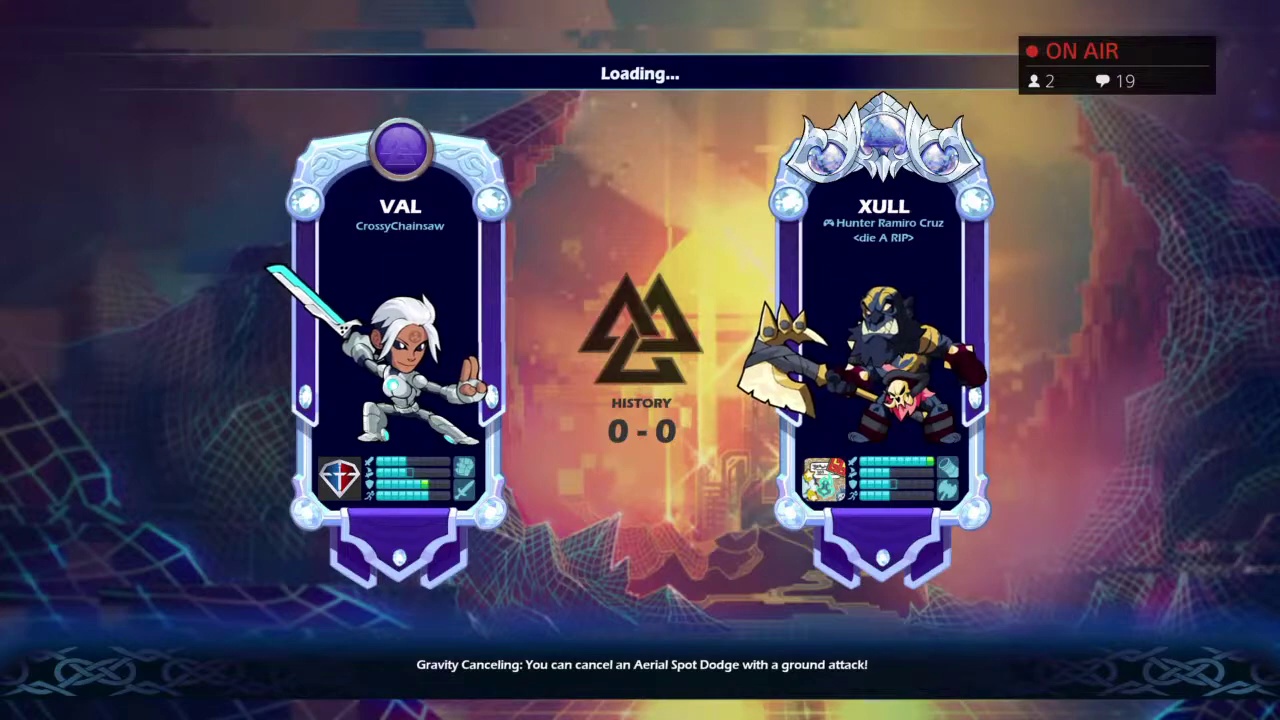 ON AIR
2 19
Loading...
VAL
CrossyChainsaw
XULL
Hunter Ramiro Cruz
<die A RIP>
HISTORY
0 - 0
Gravity Canceling: You can cancel an Aerial Spot Dodge with a ground attack!